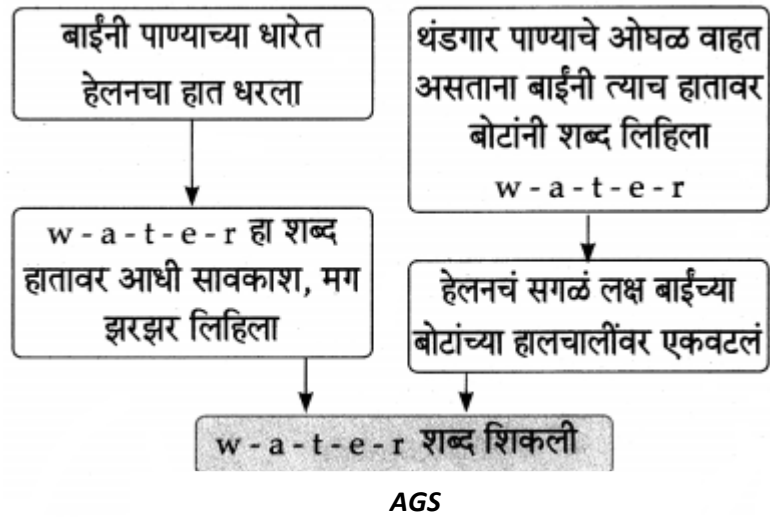 बाईंनी पाण्याच्या धारेत
हेलनचा हात धरला
w - a - t - e - r हा शब्द
हातावर आधी सावकाश, मग
झरझर लिहिला
थंडगार पाण्याचे ओघळ वाहत
असताना बाईंनी त्याच हातावर
बोटांनी शब्द लिहिला
w - a - t - e - r
हेलनचं सगळं लक्ष बाईंच्या
बोटांच्या हालचालींवर एकवटलं
w - a - t - e - r शब्द शिकली
AGS